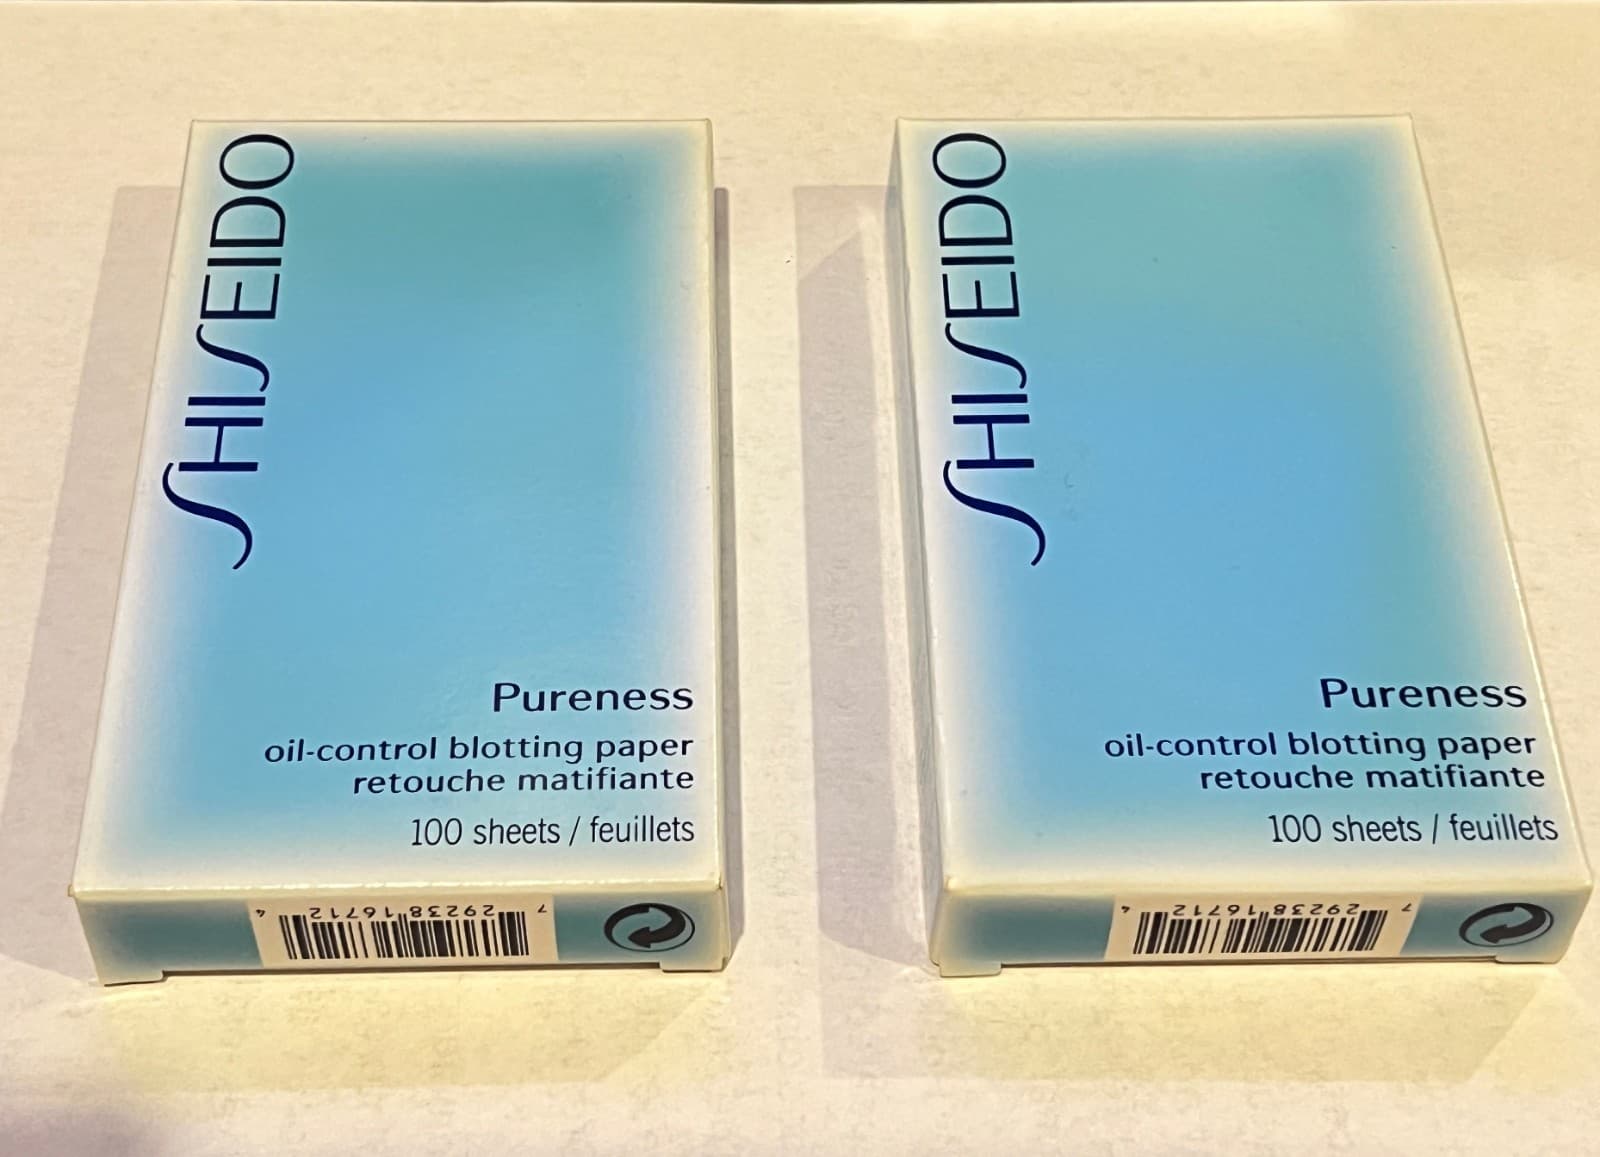 SHISEIDO
Pureness
oil-control blotting paper
retouche matifiante
100 sheets / feuillets
7 29238 16712 4
SHISEIDO
Pureness
oil-control blotting paper
retouche matifiante
100 sheets / feuillets
7 29238 16712 4